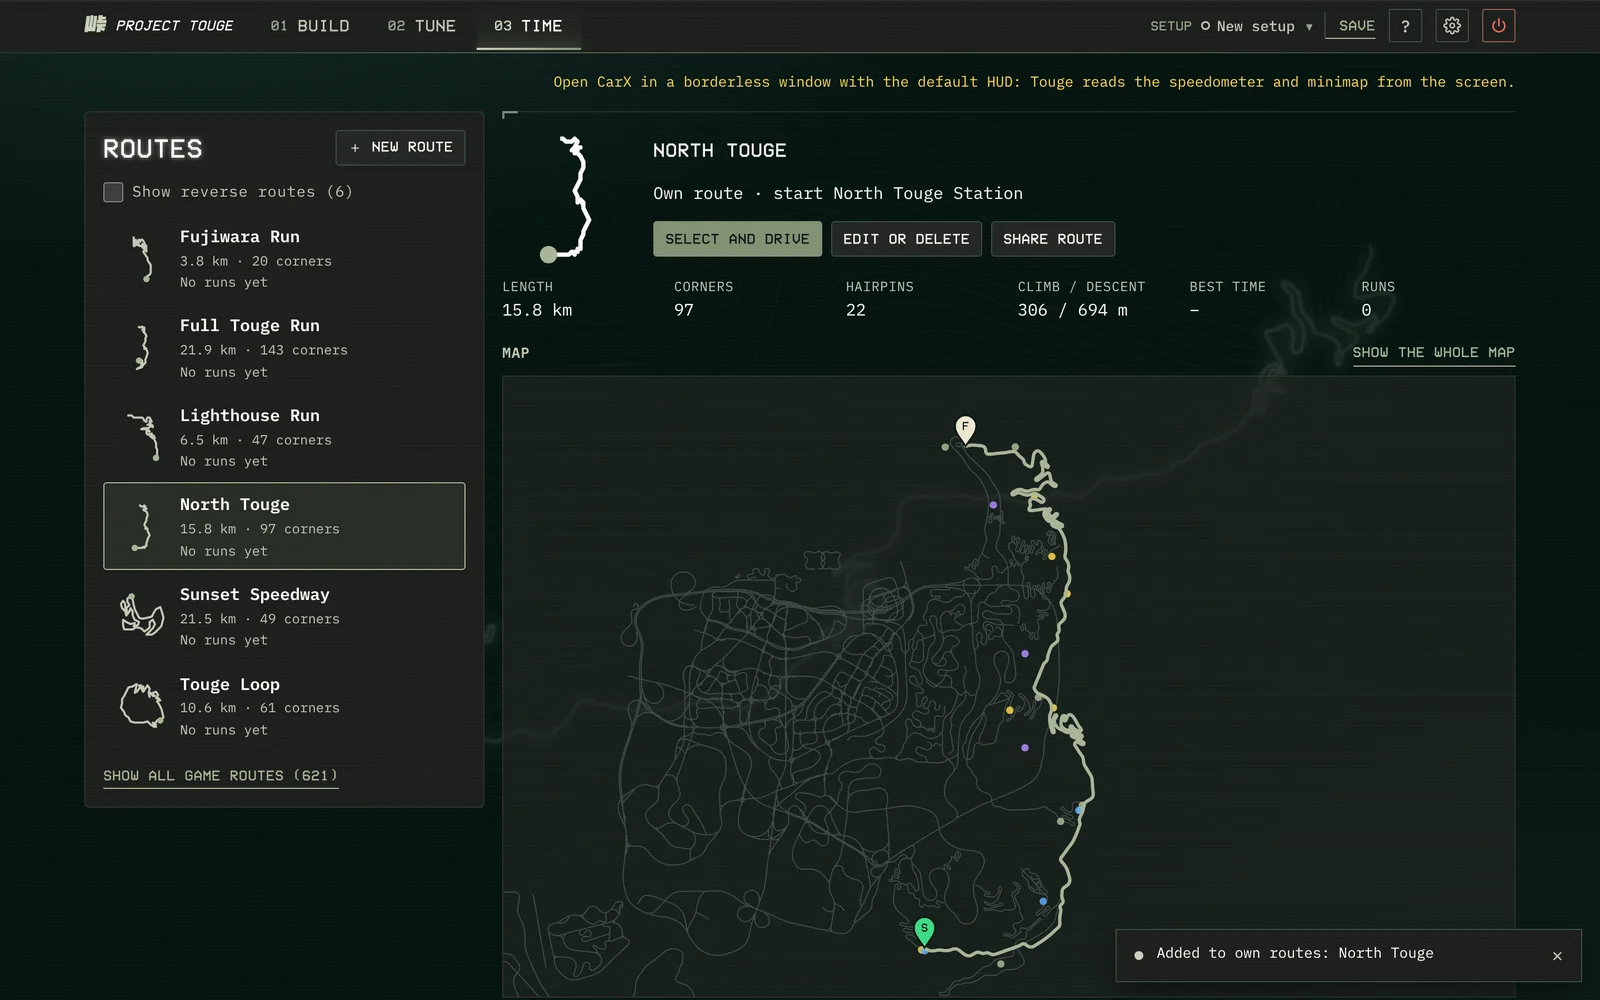 PROJECT TOUGE
01 BUILD
02 TUNE
03 TIME
SETUP
New setup
SAVE
?
Open CarX in a borderless window with the default HUD: Touge reads the speedometer and minimap from the screen.
ROUTES
+ NEW ROUTE
Show reverse routes (6)
Fujiwara Run
3.8 km · 20 corners
No runs yet
Full Touge Run
21.9 km · 143 corners
No runs yet
Lighthouse Run
6.5 km · 47 corners
No runs yet
North Touge
15.8 km · 97 corners
No runs yet
Sunset Speedway
21.5 km · 49 corners
No runs yet
Touge Loop
10.6 km · 61 corners
No runs yet
SHOW ALL GAME ROUTES (621)
NORTH TOUGE
Own route · start North Touge Station
SELECT AND DRIVE
EDIT OR DELETE
SHARE ROUTE
LENGTH
15.8 km
CORNERS
97
HAIRPINS
22
CLIMB / DESCENT
306 / 694 m
BEST TIME
–
RUNS
0
MAP
SHOW THE WHOLE MAP
F
S
Added to own routes: North Touge